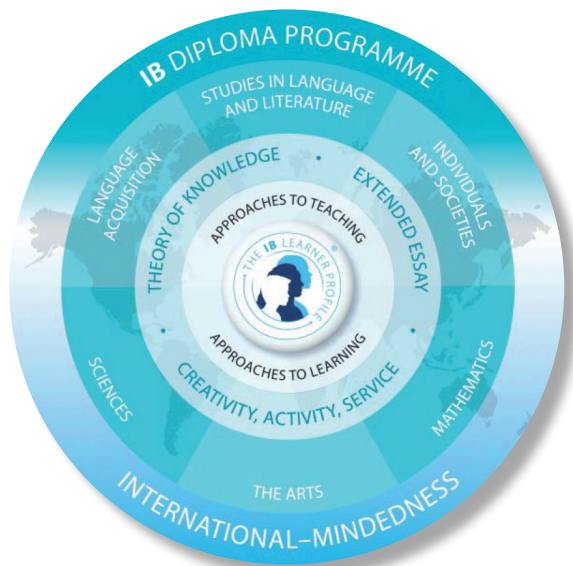 IB DIPLOMA PROGRAMME
STUDIES IN LANGUAGE
AND LITERATURE
LANGUAGE
ACQUISITION
INDIVIDUALS
AND SOCIETIES
THEORY OF KNOWLEDGE
•
EXTENDED ESSAY
APPROACHES TO TEACHING
THE IB LEARNER PROFILE
®
APPROACHES TO LEARNING
•
CREATIVITY, ACTIVITY, SERVICE
•
SCIENCES
MATHEMATICS
THE ARTS
INTERNATIONAL–MINDEDNESS